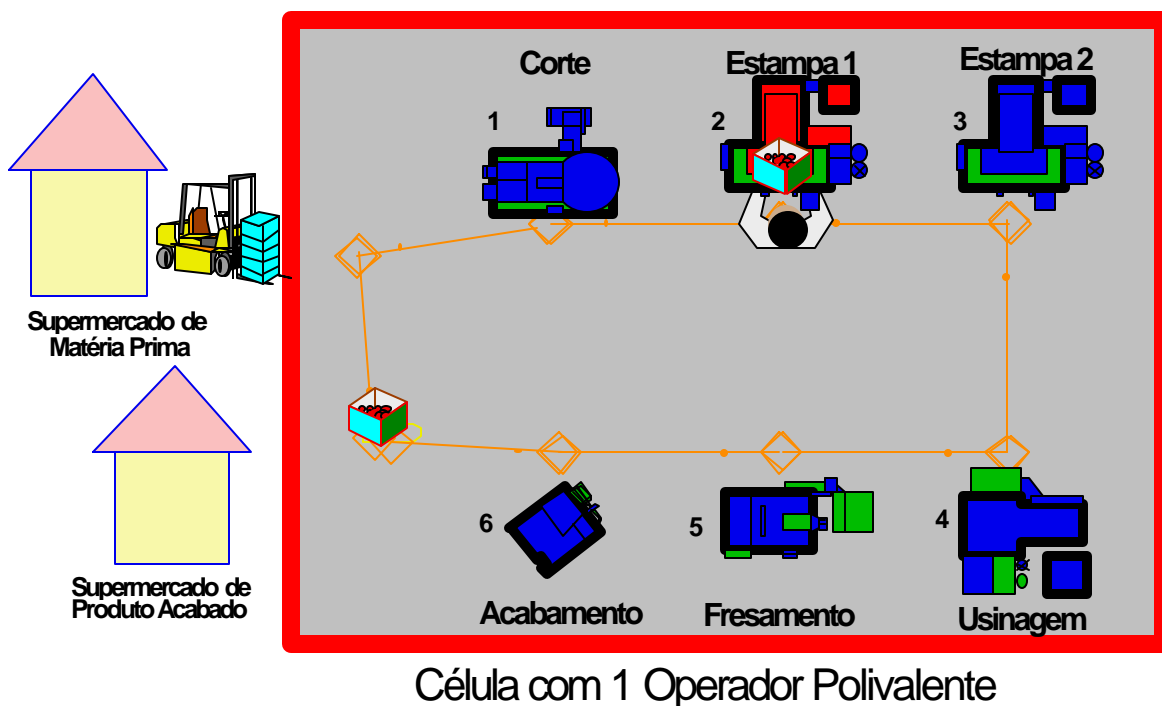 Corte
Estampa 1
Estampa 2
1
2
3
Supermercado de
Matéria Prima
6
5
4
Supermercado de
Produto Acabado
Acabamento
Fresamento
Usinagem
Célula com 1 Operador Polivalente